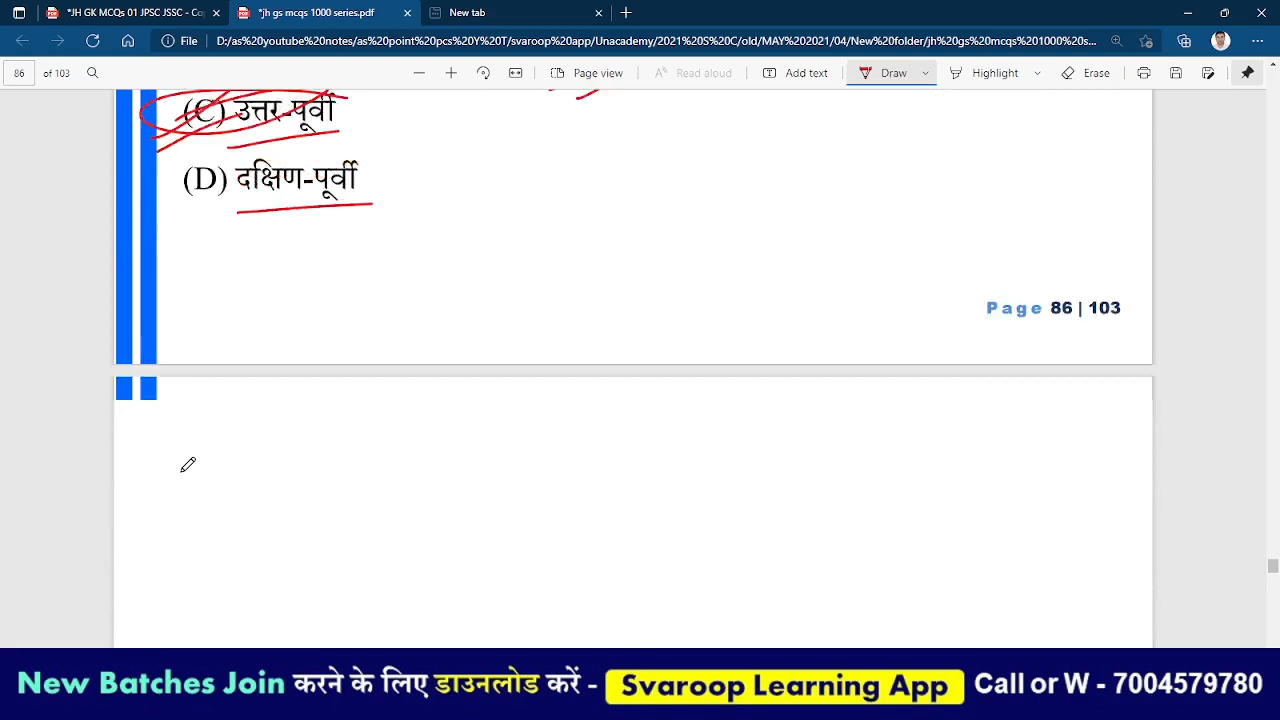 *JH GK MCQs 01 JPSC JSSC - Co
*jh gs mcqs 1000 series.pdf
New tab
File
D:/as%20youtube%20notes/as%20point%20pcs%20Y%20T/svaroop%20app/Unacademy/2021%20S%20C/old/MAY%202021/04/New%20folder/jh%20gs%20mcqs%201000%20s...
86
of 103
Page view
Read aloud
Add text
Draw
Highlight
Erase
(C) उत्तर-पूर्वी
(D) दक्षिण-पूर्वी
Page 86 | 103
New Batches Join करने के लिए डाउनलोड करें - Svaroop Learning App Call or W - 7004579780